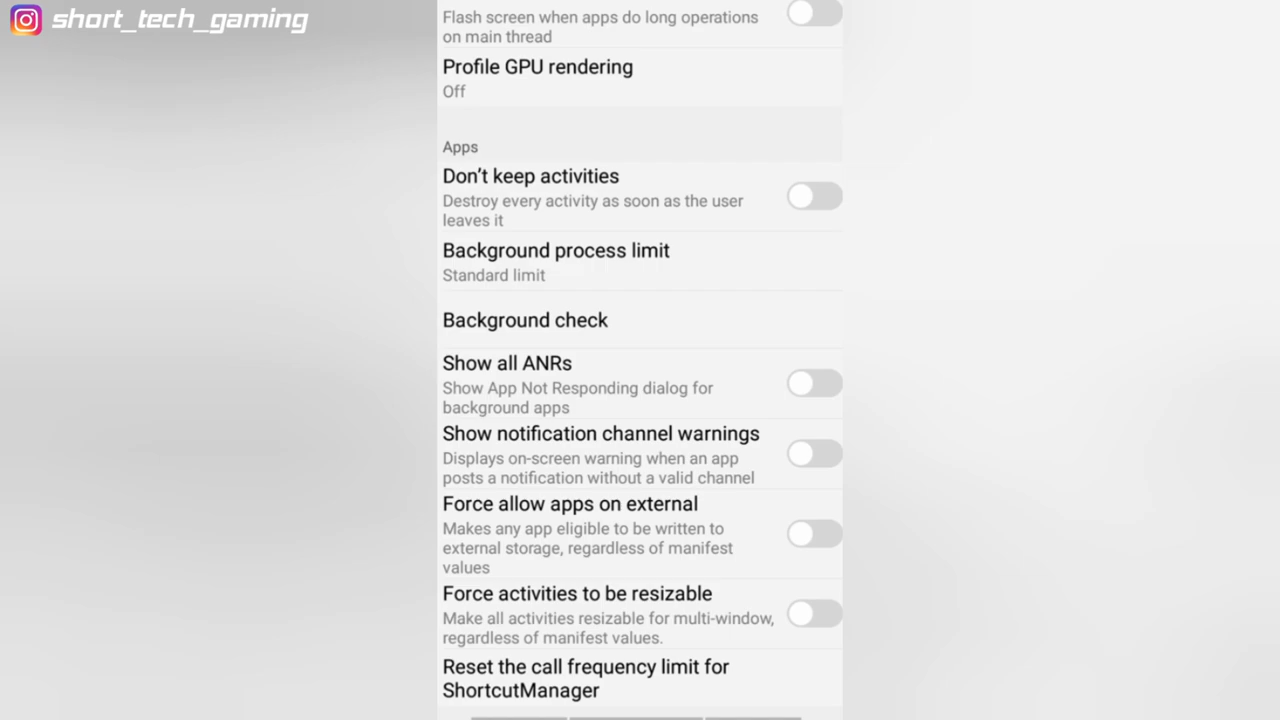 short_tech_gaming
Flash screen when apps do long operations
on main thread
Profile GPU rendering
Off
Apps
Don't keep activities
Destroy every activity as soon as the user
leaves it
Background process limit
Standard limit
Background check
Show all ANRs
Show App Not Responding dialog for
background apps
Show notification channel warnings
Displays on-screen warning when an app
posts a notification without a valid channel
Force allow apps on external
Makes any app eligible to be written to
external storage, regardless of manifest
values
Force activities to be resizable
Make all activities resizable for multi-window,
regardless of manifest values.
Reset the call frequency limit for
ShortcutManager